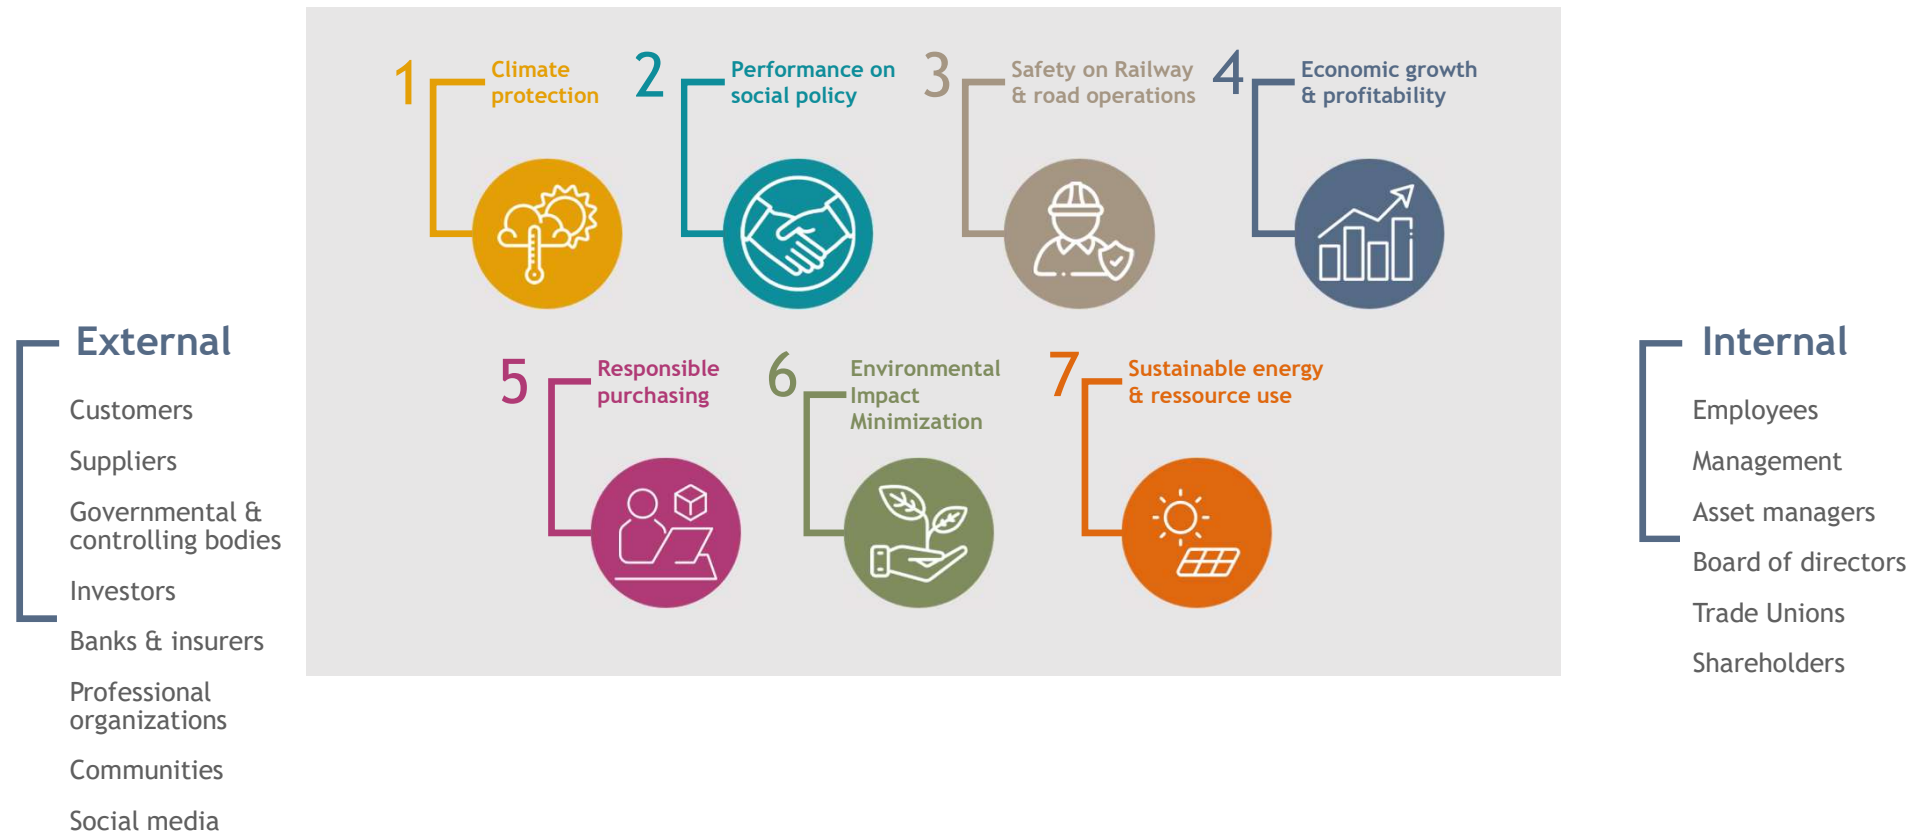 1
Climate
protection
2
Performance on
social policy
3
Safety on Railway
& road operations
4
Economic growth
& profitability
5
Responsible
purchasing
6
Environmental
Impact
Minimization
7
Sustainable energy
& ressource use
External
Customers
Suppliers
Governmental &
controlling bodies
Investors
Banks & insurers
Professional
organizations
Communities
Social media
Internal
Employees
Management
Asset managers
Board of directors
Trade Unions
Shareholders